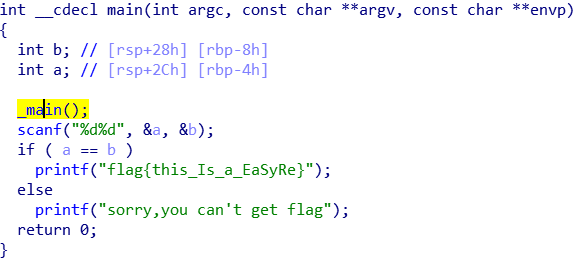 int __cdecl main(int argc, const char **argv, const char **envp)
{
  int b; // [rsp+28h] [rbp-8h]
  int a; // [rsp+2Ch] [rbp-4h]

  _main();
  scanf("%d%d", &a, &b);
  if ( a == b )
    printf("flag{this_Is_a_EaSyRe}");
  else
    printf("sorry,you can't get flag");
  return 0;
}